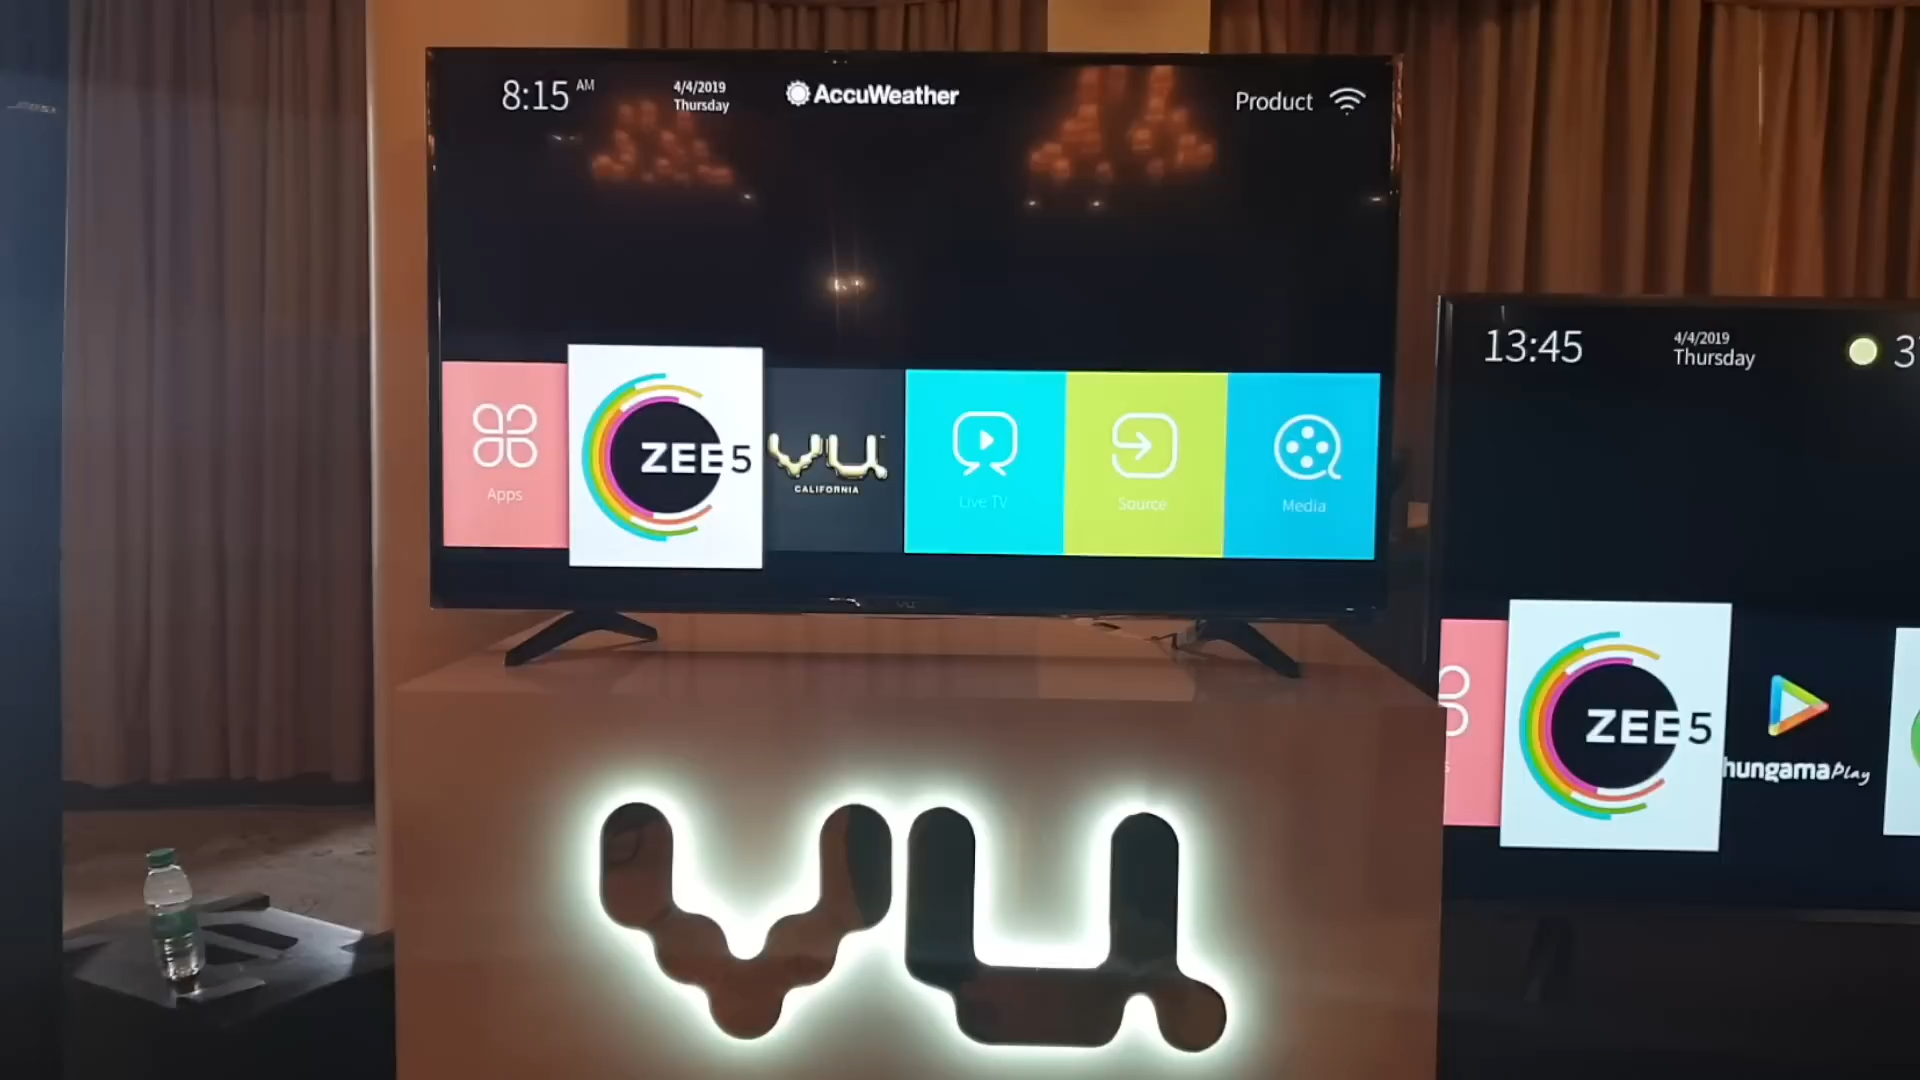 8:15 AM
4/4/2019
Thursday
AccuWeather
Product
Apps
ZEE5
VU
CALIFORNIA
Live TV
Source
Media
VU
13:45
4/4/2019
Thursday
ZEE5
hungama Play
VU